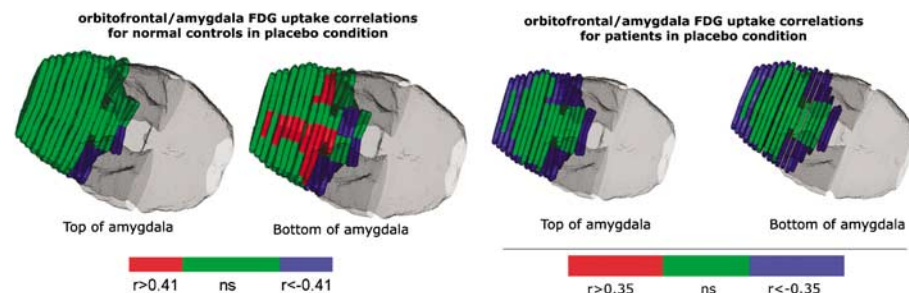 orbitofrontal/amygdala FDG uptake correlations
for normal controls in placebo condition
Top of amygdala
Bottom of amygdala
r>0.41 ns r<-0.41
orbitofrontal/amygdala FDG uptake correlations
for patients in placebo condition
Top of amygdala
Bottom of amygdala
r>0.35 ns r<-0.35